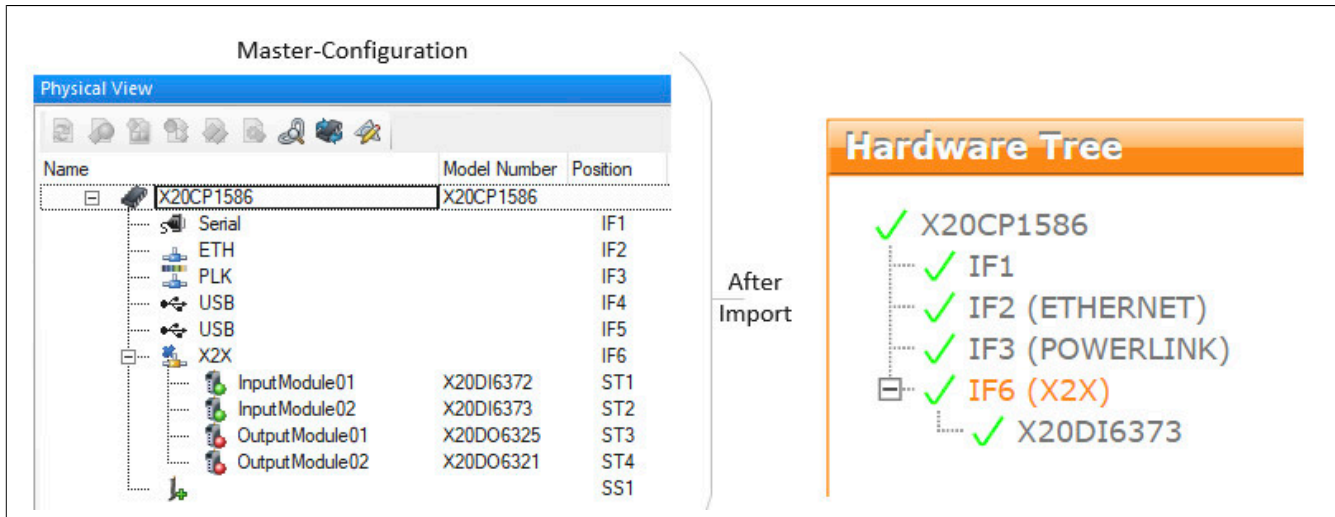 Master-Configuration
Physical View
Name Model Number Position
X20CP1586 X20CP1586
Serial IF1
ETH IF2
PLK IF3
USB IF4
USB IF5
X2X IF6
InputModule01 X20DI6372 ST1
InputModule02 X20DI6373 ST2
OutputModule01 X20DO6325 ST3
OutputModule02 X20DO6321 ST4
SS1
After
Import
Hardware Tree
X20CP1586
IF1
IF2 (ETHERNET)
IF3 (POWERLINK)
IF6 (X2X)
X20DI6373